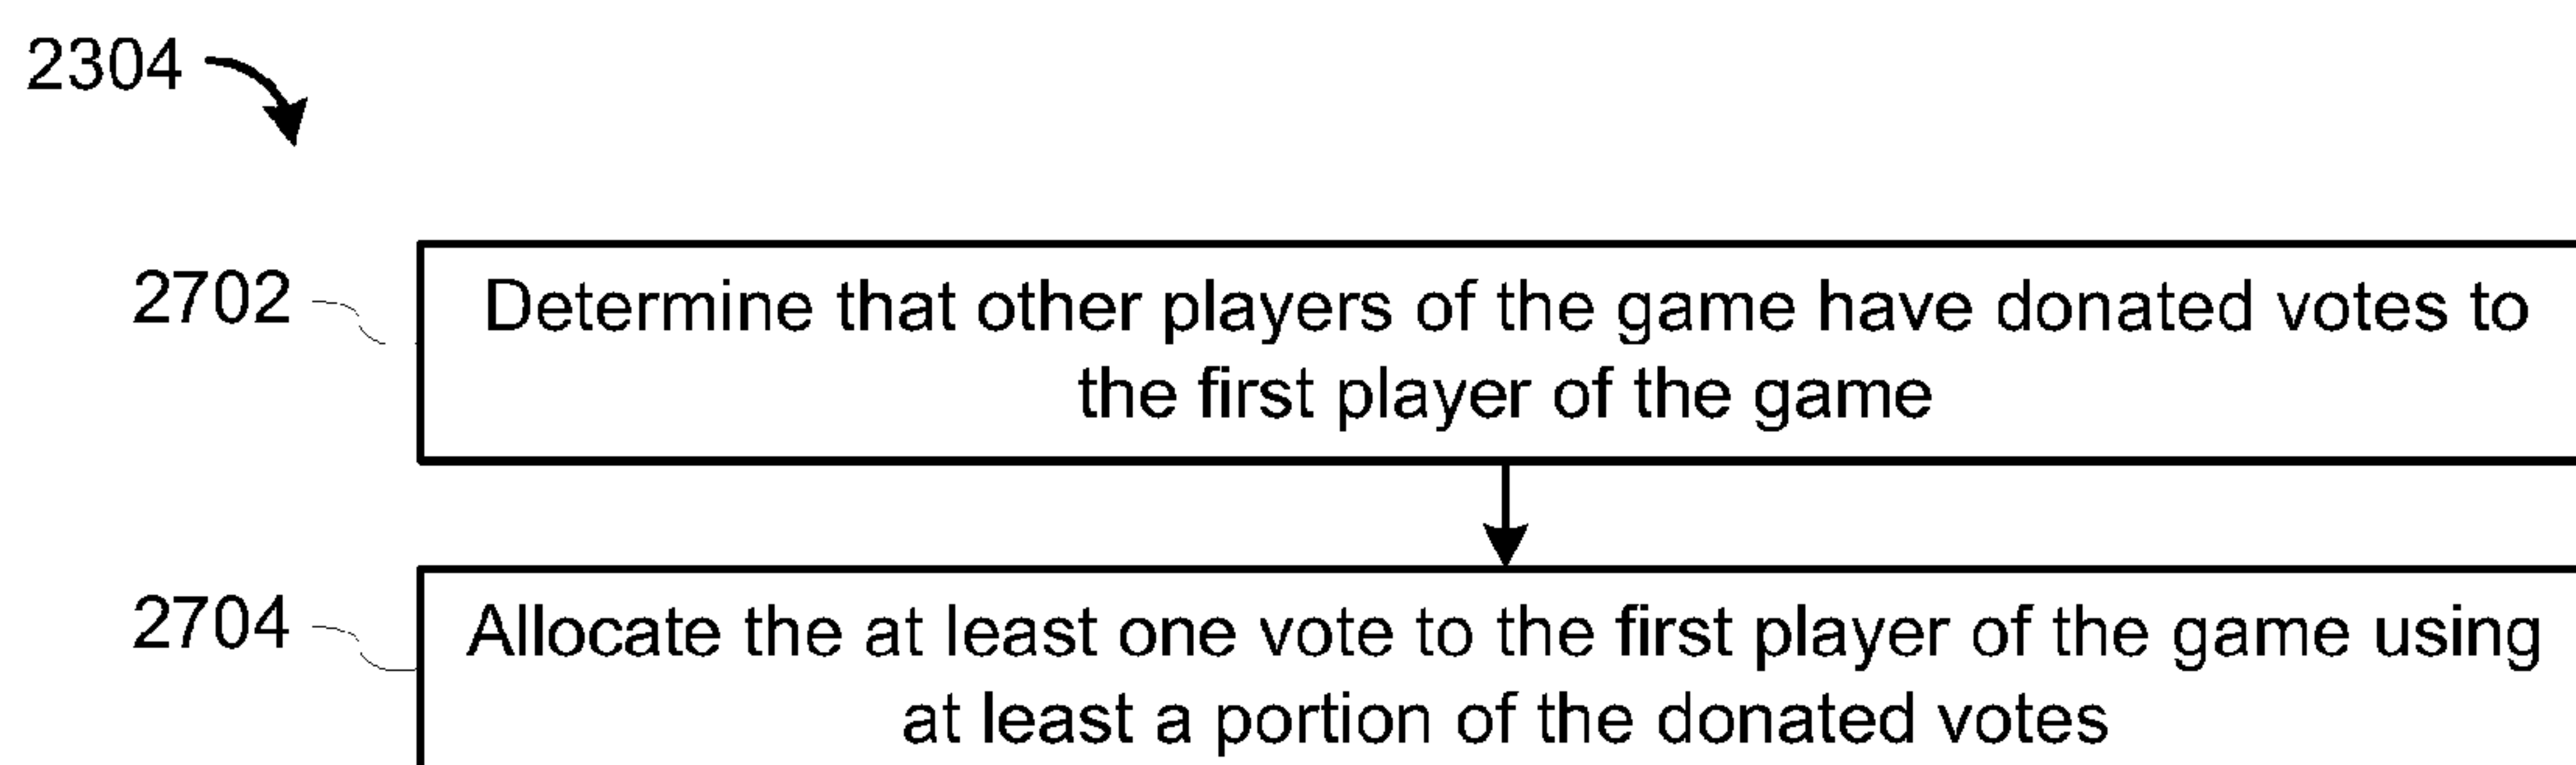 2304
2702
Determine that other players of the game have donated votes to
the first player of the game
2704
Allocate the at least one vote to the first player of the game using
at least a portion of the donated votes